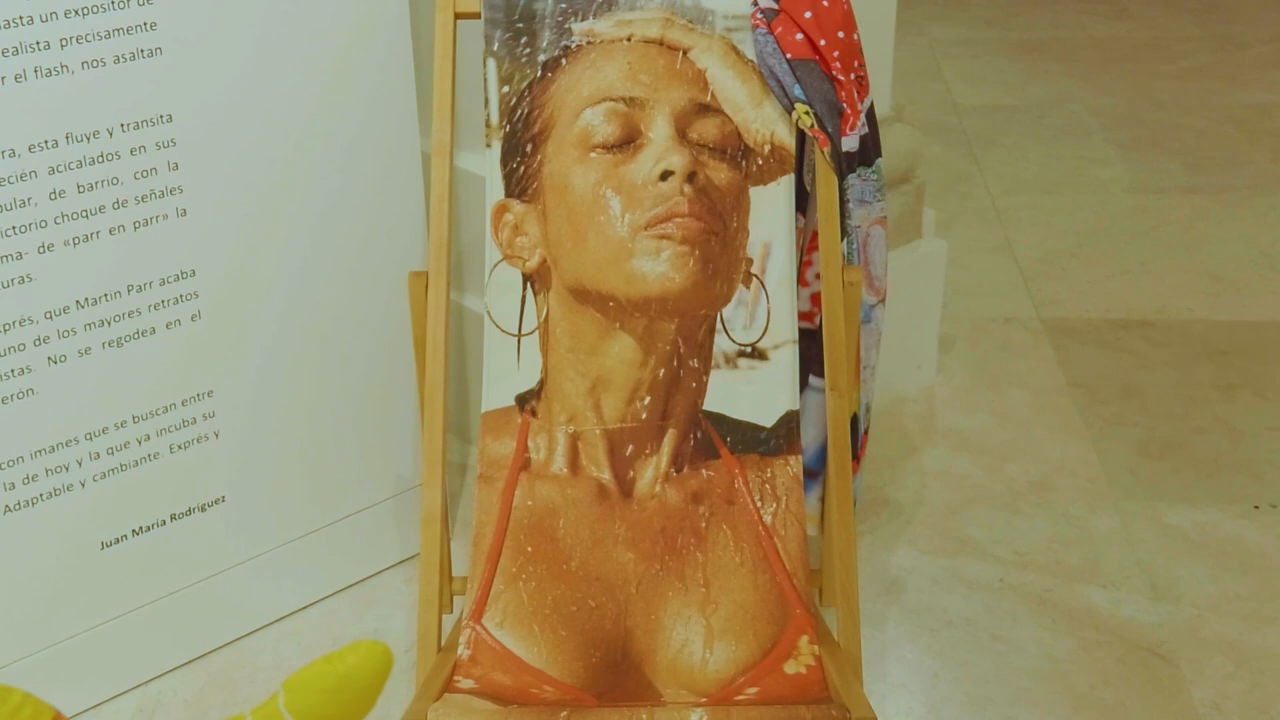 asta un expositor de
ealista precisamente
r el flash, nos asaltan
ra, esta fluye y transita
ecién acicalados en sus
pular, de barrio, con la
ictorio choque de señales
ma- de «parr en parr» la
uras.
xprés, que Martin Parr acaba
uno de los mayores retratos
istas. No se regodea en el
erón.
con imanes que se buscan entre
la de hoy y la que ya incuba su
Adaptable y cambiante. Exprés y
Juan María Rodríguez